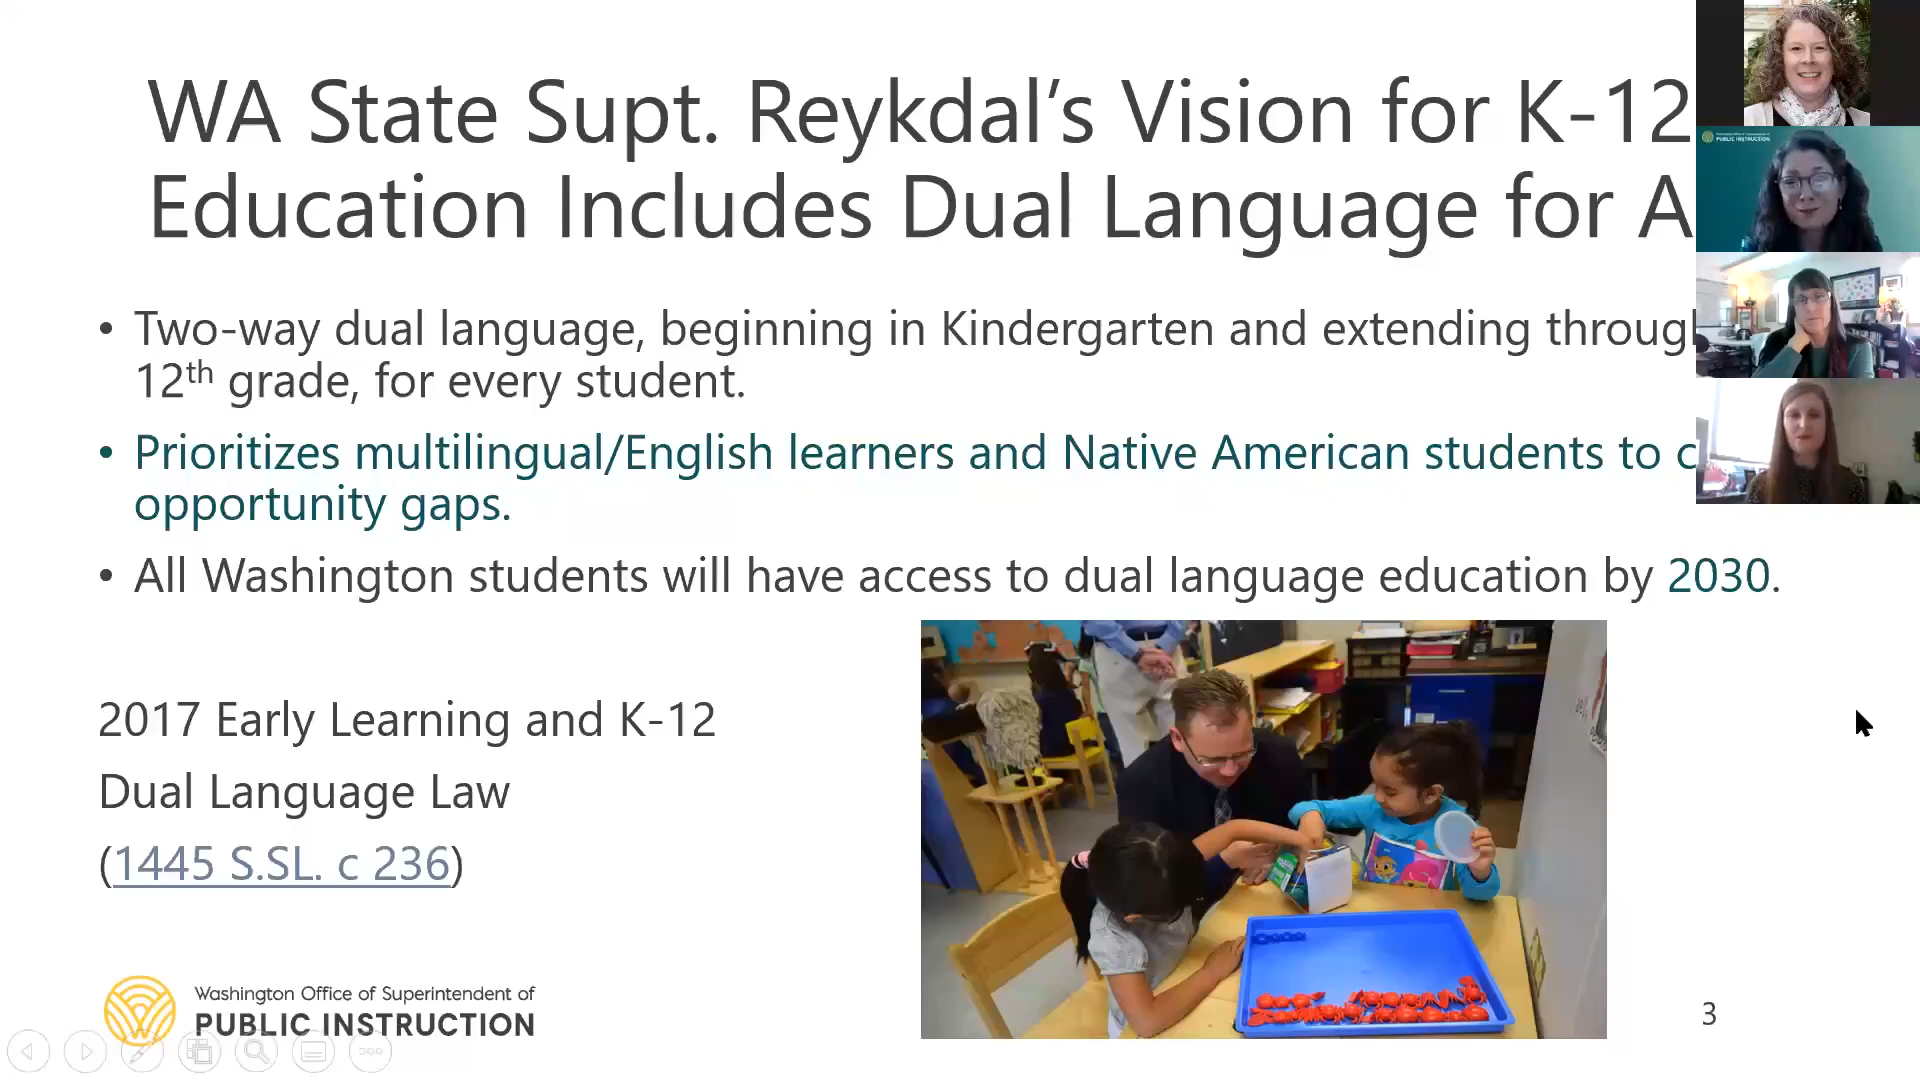 WA State Supt. Reykdal’s Vision for K-12
Education Includes Dual Language for A
• Two-way dual language, beginning in Kindergarten and extending throug
12th grade, for every student.
• Prioritizes multilingual/English learners and Native American students to c
opportunity gaps.
• All Washington students will have access to dual language education by 2030.
2017 Early Learning and K-12
Dual Language Law
(1445 S.SL. c 236)
Washington Office of Superintendent of
PUBLIC INSTRUCTION
3
PUBLIC INSTRUCTION